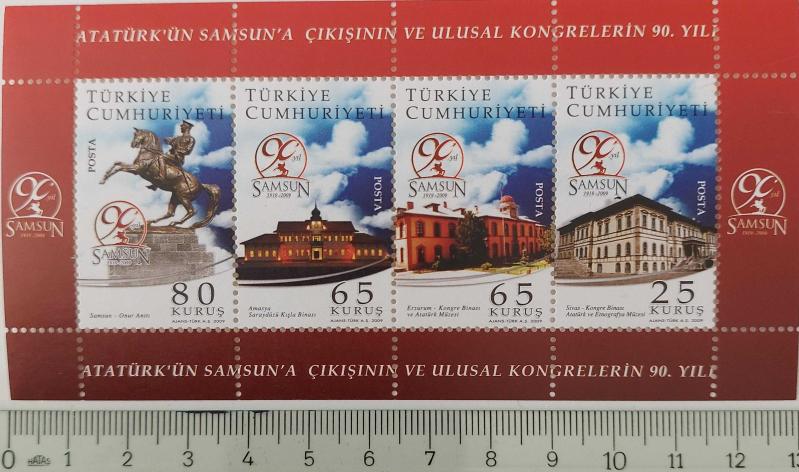 ATATÜRK'ÜN SAMSUN'A ÇIKIŞININ VE ULUSAL KONGRELERİN 90. YILI
TÜRKİYE
CUMHURİYETİ
POSTA
90. yıl
SAMSUN
1919-2009
80
KURUŞ
Samsun - Onur Anıtı
AJANS-TÜRK A.Ş. 2009
TÜRKİYE
CUMHURİYETİ
90. yıl
SAMSUN
1919-2009
POSTA
65
KURUŞ
Amasya
Saraydüzü Kışla Binası
AJANS-TÜRK A.Ş. 2009
TÜRKİYE
CUMHURİYETİ
90. yıl
SAMSUN
1919-2009
POSTA
65
KURUŞ
Erzurum - Kongre Binası
ve Atatürk Müzesi
AJANS-TÜRK A.Ş. 2009
TÜRKİYE
CUMHURİYETİ
90. yıl
SAMSUN
1919-2009
POSTA
25
KURUŞ
Sivas - Kongre Binası
Atatürk ve Etnografya Müzesi
AJANS-TÜRK A.Ş. 2009
90. yıl
SAMSUN
1919-2009
90. yıl
SAMSUN
1919-2009
ATATÜRK'ÜN SAMSUN'A ÇIKIŞININ VE ULUSAL KONGRELERİN 90. YILI
0 HATAS 1 2 3 4 5 6 7 8 9 10 11 12 13